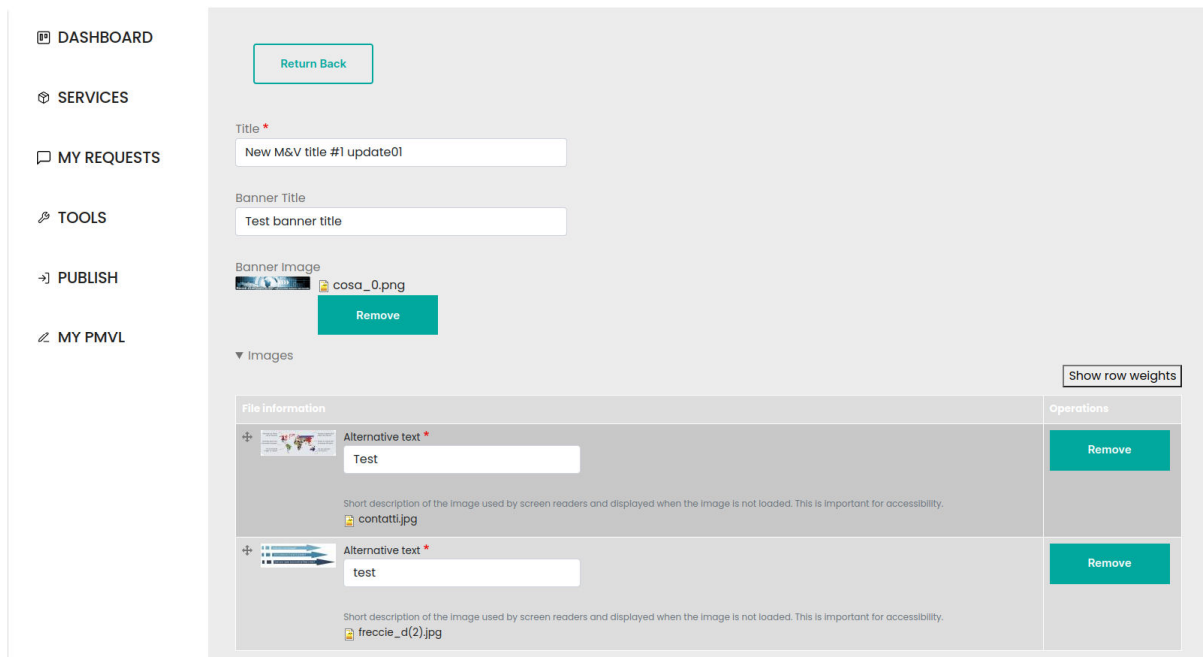 DASHBOARD
SERVICES
MY REQUESTS
TOOLS
PUBLISH
MY PMVL
Return Back
Title *
New M&V title #1 update01
Banner Title
Test banner title
Banner Image
cosa_0.png
Remove
▼ Images
Show row weights
File information Operations
Alternative text *
Test
Remove
Short description of the image used by screen readers and displayed when the image is not loaded. This is important for accessibility.
contatti.jpg
Alternative text *
test
Remove
Short description of the image used by screen readers and displayed when the image is not loaded. This is important for accessibility.
freccie_d(2).jpg